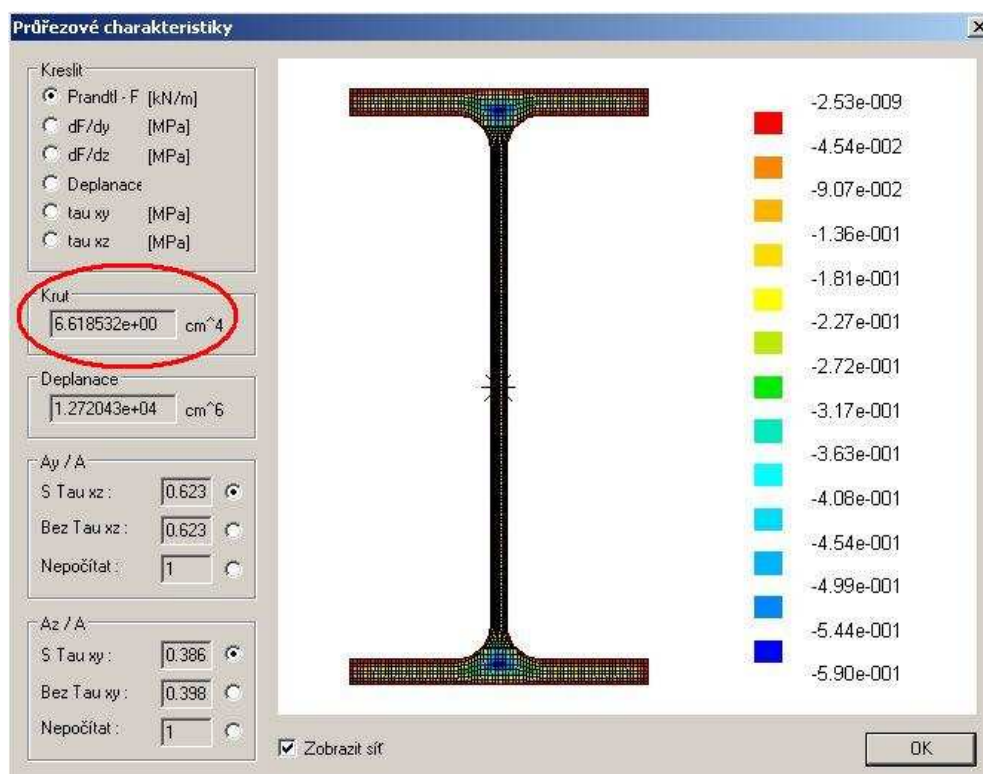 Průřezové charakteristiky
Kreslit
Prandtl - F [kN/m]
dF/dy [MPa]
dF/dz [MPa]
Deplanace
tau xy [MPa]
tau xz [MPa]
Krut
6.618532e+00 cm^4
Deplanace
1.272043e+04 cm^6
Ay / A
S Tau xz : 0.623
Bez Tau xz : 0.623
Nepočítat : 1
Az / A
S Tau xy : 0.386
Bez Tau xy : 0.398
Nepočítat : 1
-2.53e-009
-4.54e-002
-9.07e-002
-1.36e-001
-1.81e-001
-2.27e-001
-2.72e-001
-3.17e-001
-3.63e-001
-4.08e-001
-4.54e-001
-4.99e-001
-5.44e-001
-5.90e-001
Zobrazit síť
OK